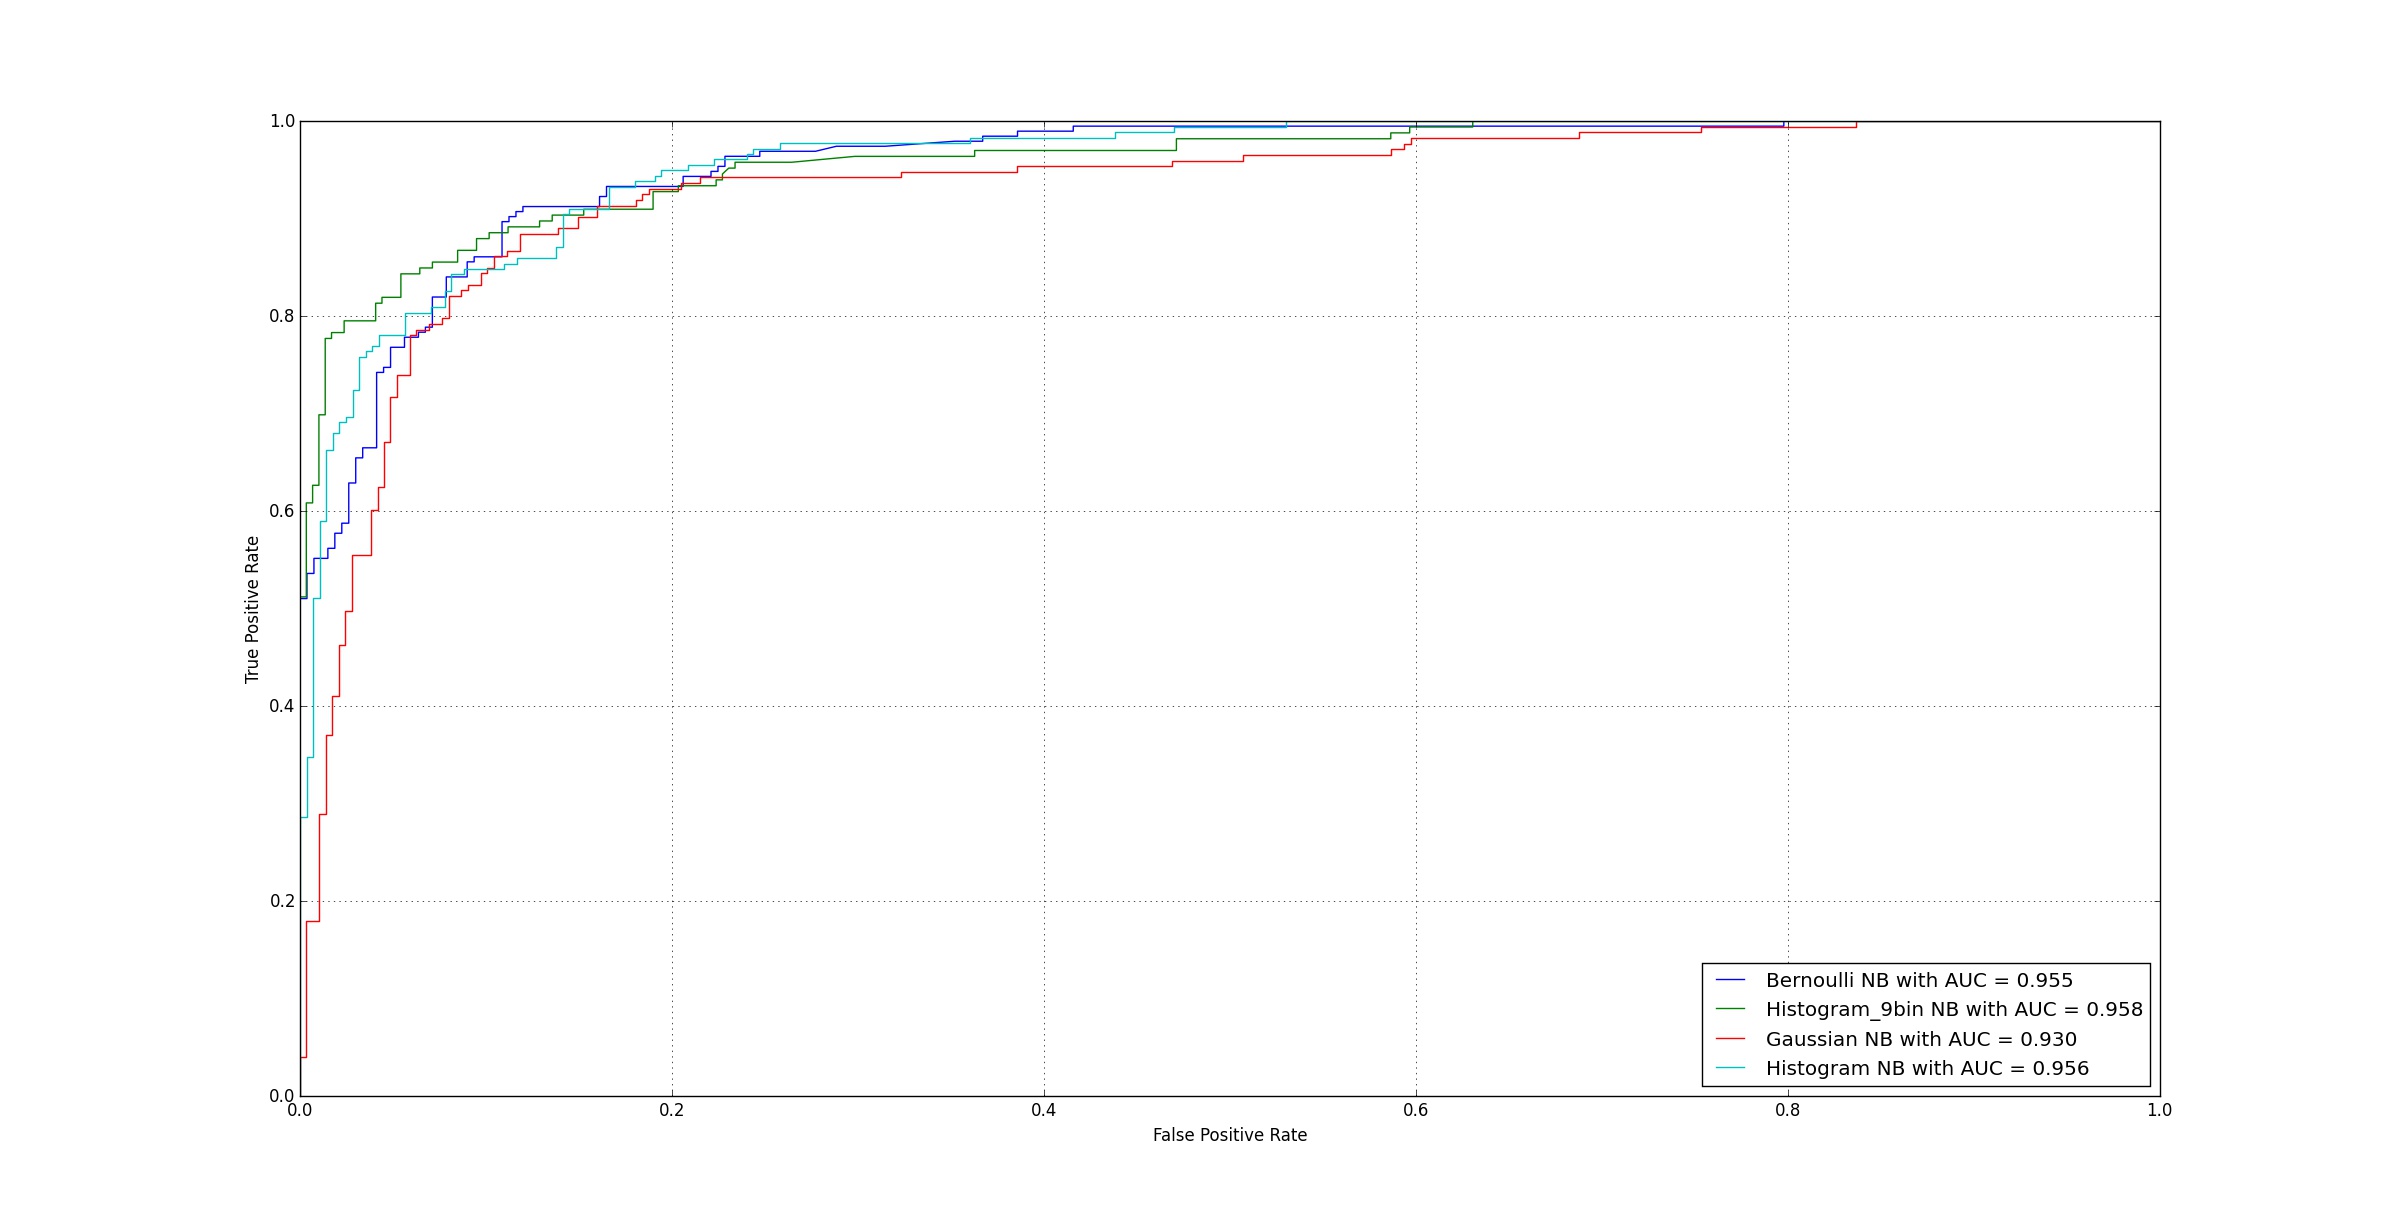 1.0
0.8
0.6
0.4
0.2
0.0
True Positive Rate
0.0 0.2 0.4 0.6 0.8 1.0
False Positive Rate
Bernoulli NB with AUC = 0.955
Histogram_9bin NB with AUC = 0.958
Gaussian NB with AUC = 0.930
Histogram NB with AUC = 0.956